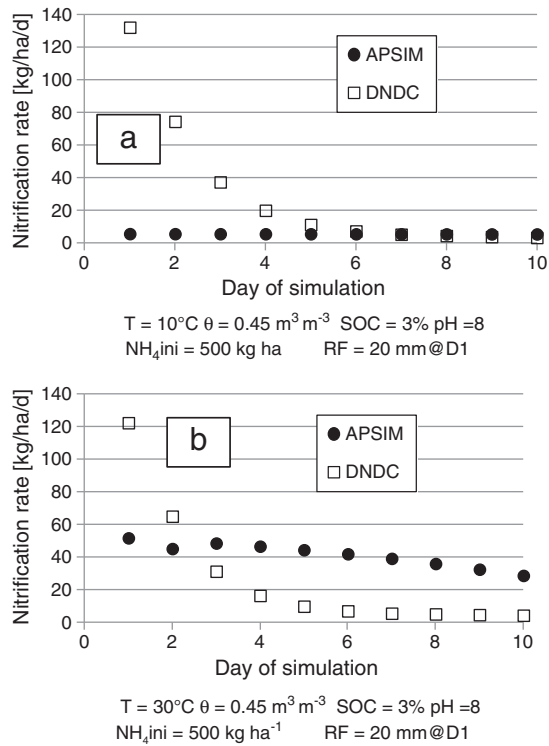 140
120
100
80
60
40
20
0
Nitrification rate [kg/ha/d]
a
APSIM
DNDC
0 2 4 6 8 10
Day of simulation
T = 10°C θ = 0.45 m³ m⁻³ SOC = 3% pH =8
NH₄ini = 500 kg ha RF = 20 mm@D1
140
120
100
80
60
40
20
0
Nitrification rate [kg/ha/d]
b
APSIM
DNDC
0 2 4 6 8 10
Day of simulation
T = 30°C θ = 0.45 m³ m⁻³ SOC = 3% pH =8
NH₄ini = 500 kg ha⁻¹ RF = 20 mm@D1